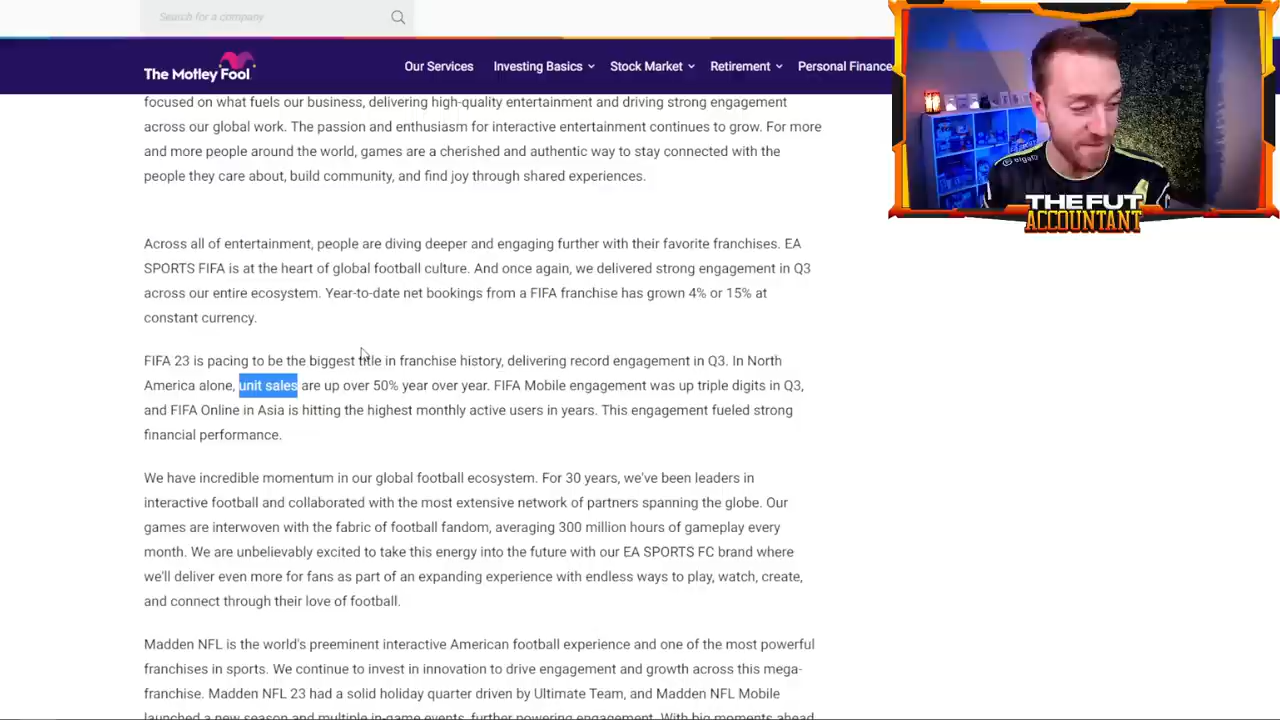 Search for a company
The Motley Fool
Our Services
Investing Basics
Stock Market
Retirement
Personal Finance
focused on what fuels our business, delivering high-quality entertainment and driving strong engagement
across our global work. The passion and enthusiasm for interactive entertainment continues to grow. For more
and more people around the world, games are a cherished and authentic way to stay connected with the
people they care about, build community, and find joy through shared experiences.
Across all of entertainment, people are diving deeper and engaging further with their favorite franchises. EA
SPORTS FIFA is at the heart of global football culture. And once again, we delivered strong engagement in Q3
across our entire ecosystem. Year-to-date net bookings from a FIFA franchise has grown 4% or 15% at
constant currency.
FIFA 23 is pacing to be the biggest title in franchise history, delivering record engagement in Q3. In North
America alone, unit sales are up over 50% year over year. FIFA Mobile engagement was up triple digits in Q3,
and FIFA Online in Asia is hitting the highest monthly active users in years. This engagement fueled strong
financial performance.
We have incredible momentum in our global football ecosystem. For 30 years, we've been leaders in
interactive football and collaborated with the most extensive network of partners spanning the globe. Our
games are interwoven with the fabric of football fandom, averaging 300 million hours of gameplay every
month. We are unbelievably excited to take this energy into the future with our EA SPORTS FC brand where
we'll deliver even more for fans as part of an expanding experience with endless ways to play, watch, create,
and connect through their love of football.
Madden NFL is the world's preeminent interactive American football experience and one of the most powerful
franchises in sports. We continue to invest in innovation to drive engagement and growth across this mega-
franchise. Madden NFL 23 had a solid holiday quarter driven by Ultimate Team, and Madden NFL Mobile
launched a new season and multiple in-game events, further powering engagement. With big moments ahead
elgato
THE FUT
ACCOUNTANT